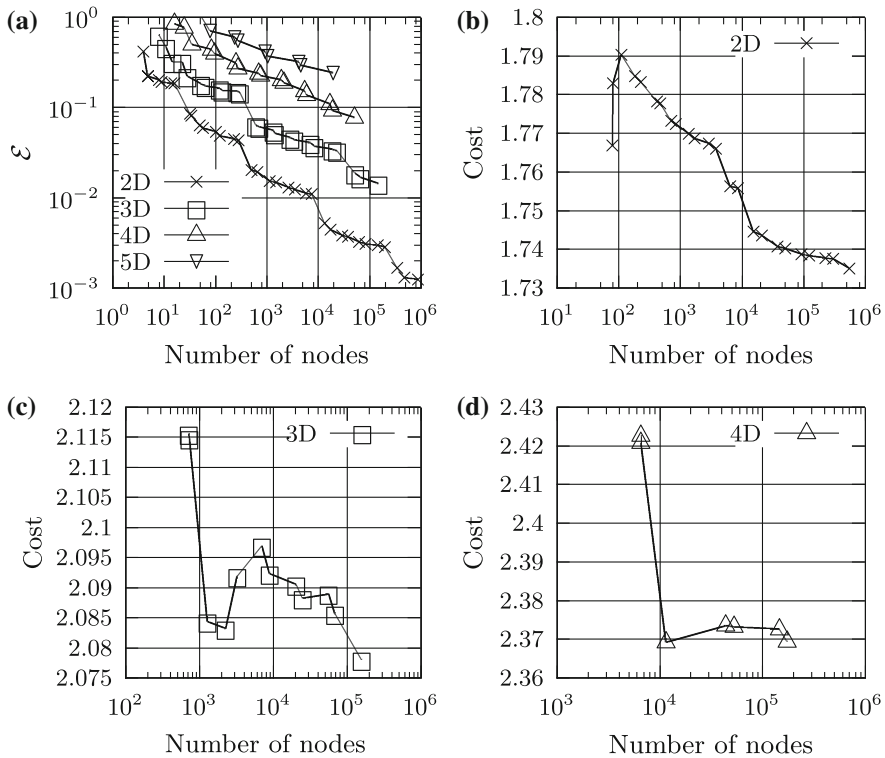 (a)
10^0
10^-1
10^-2
10^-3
ℰ
2D
3D
4D
5D
10^0 10^1 10^2 10^3 10^4 10^5 10^6
Number of nodes
(b)
1.8
1.79
1.78
1.77
1.76
1.75
1.74
1.73
Cost
2D
10^1 10^2 10^3 10^4 10^5 10^6
Number of nodes
(c)
2.12
2.115
2.11
2.105
2.1
2.095
2.09
2.085
2.08
2.075
Cost
3D
10^2 10^3 10^4 10^5 10^6
Number of nodes
(d)
2.43
2.42
2.41
2.4
2.39
2.38
2.37
2.36
Cost
4D
10^3 10^4 10^5 10^6
Number of nodes